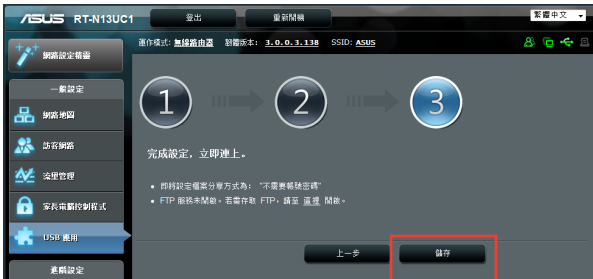 ASUS RT-N13UC1 登出 重新開機 繁體中文
運作模式: 無線路由器 韌體版本: 3.0.0.3.138 SSID: ASUS
網路設定精靈
一般設定
網路地圖
訪客網路
流量管理
家長電腦控制程式
USB 應用
進階設定
1 2 3
完成設定，立即連上。
• 即將設定檔案分享方式為： "不需要帳號密碼"
• FTP 服務未開啟。若需存取 FTP，請至 這裡 開啟。
上一步 儲存